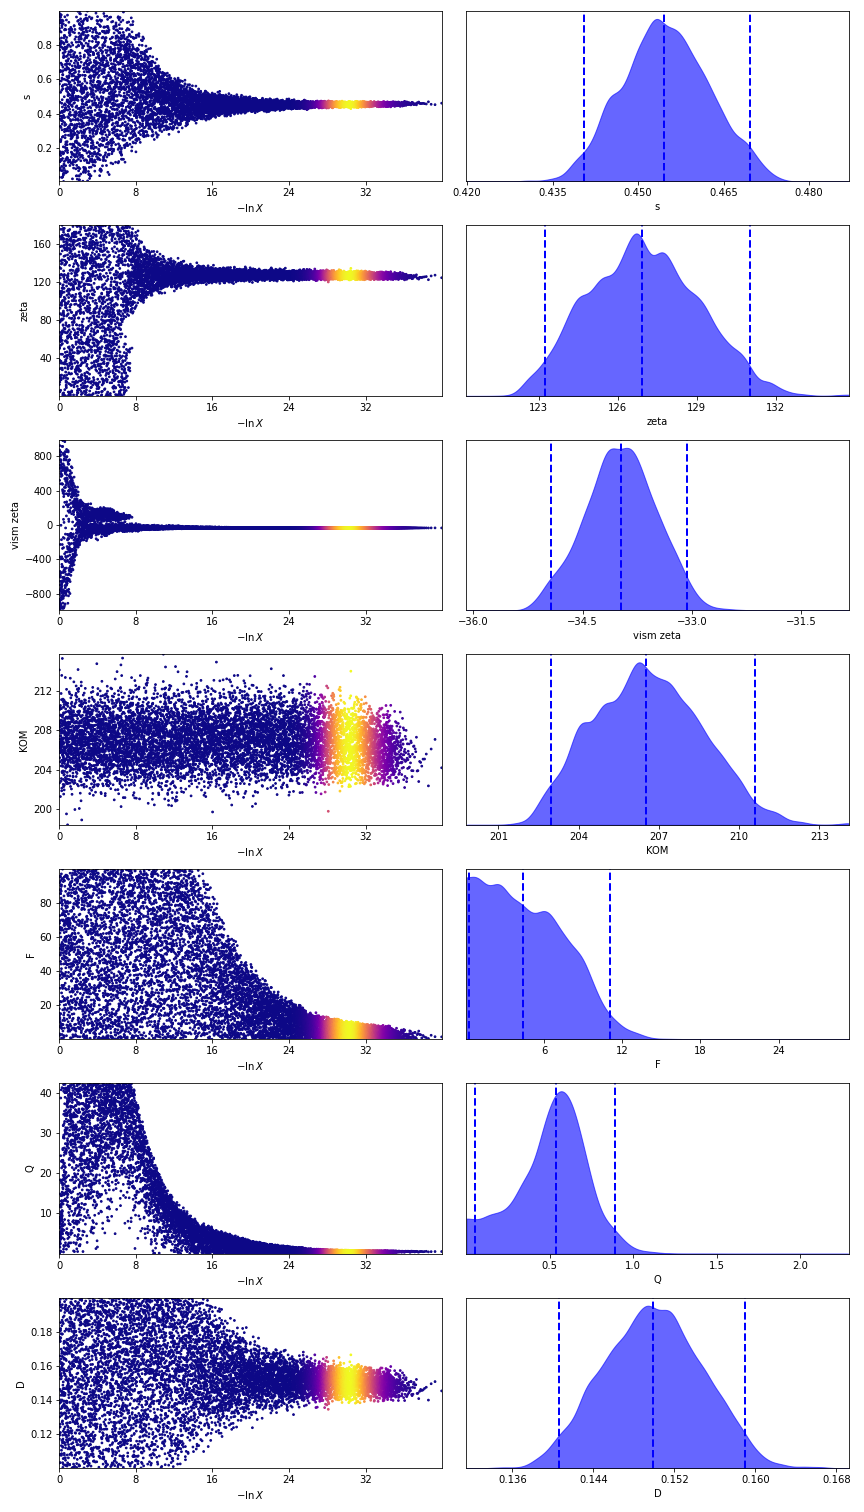 0.8
0.6
0.4
0.2
s
0 8 16 24 32
−ln X
0.420 0.435 0.450 0.465 0.480
s
160
120
80
40
zeta
0 8 16 24 32
−ln X
123 126 129 132
zeta
800
400
0
−400
−800
vism zeta
0 8 16 24 32
−ln X
−36.0 −34.5 −33.0 −31.5
vism zeta
212
208
204
200
KOM
0 8 16 24 32
−ln X
201 204 207 210 213
KOM
80
60
40
20
F
0 8 16 24 32
−ln X
6 12 18 24
F
40
30
20
10
Q
0 8 16 24 32
−ln X
0.5 1.0 1.5 2.0
Q
0.18
0.16
0.14
0.12
D
0 8 16 24 32
−ln X
0.136 0.144 0.152 0.160 0.168
D